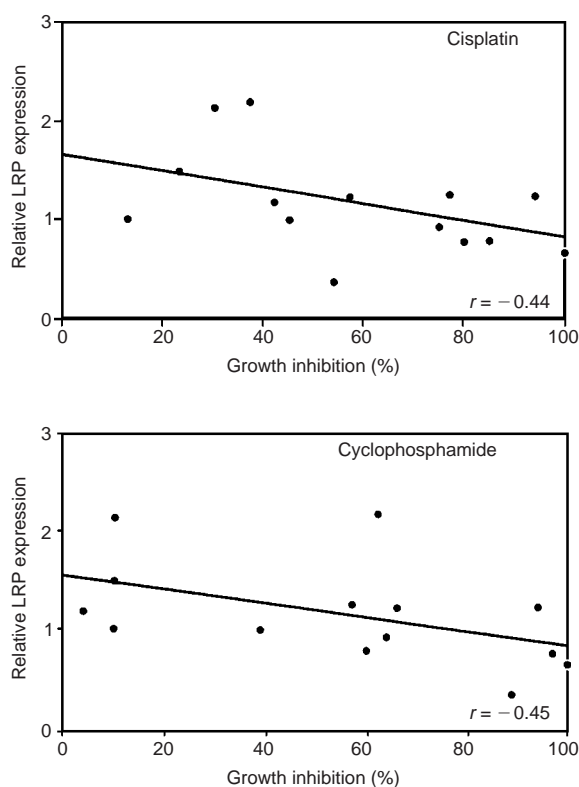 3
Cisplatin
2
Relative LRP expression
1
r = − 0.44
0
0 20 40 60 80 100
Growth inhibition (%)
3
Cyclophosphamide
2
Relative LRP expression
1
r = − 0.45
0
0 20 40 60 80 100
Growth inhibition (%)